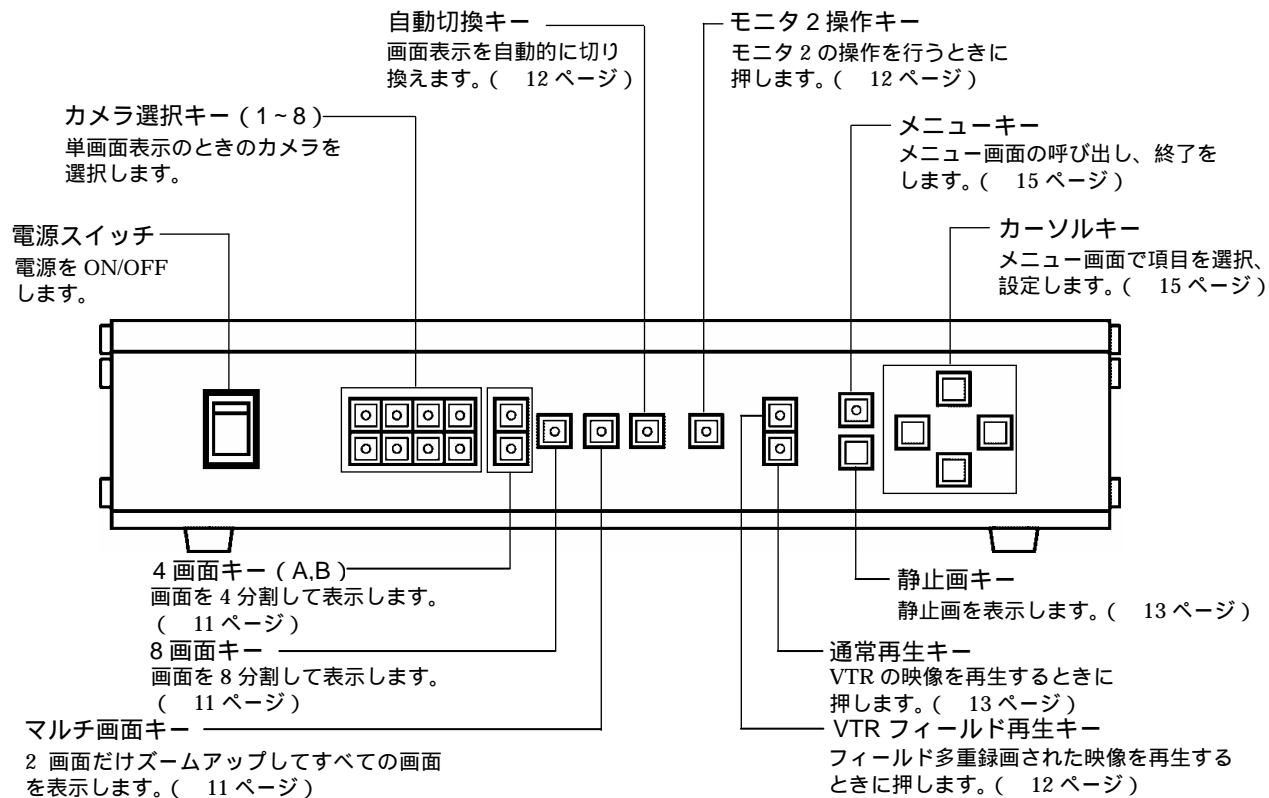 自動切換キー
画面表示を自動的に切り
換えます。(　12 ページ)
モニタ 2 操作キー
モニタ 2 の操作を行うときに
押します。(　12 ページ)
カメラ選択キー ( 1 ~ 8 )
単画面表示のときのカメラを
選択します。
メニューキー
メニュー画面の呼び出し、終了を
します。(　15 ページ)
電源スイッチ
電源を ON/OFF
します。
カーソルキー
メニュー画面で項目を選択、
設定します。(　15 ページ)
4 画面キー ( A,B )
画面を 4 分割して表示します。
(　11 ページ)
8 画面キー
画面を 8 分割して表示します。
(　11 ページ)
マルチ画面キー
2 画面だけズームアップしてすべての画面
を表示します。(　11 ページ)
静止画キー
静止画を表示します。(　13 ページ)
通常再生キー
VTR の映像を再生するときに
押します。(　13 ページ)
VTR フィールド再生キー
フィールド多重録画された映像を再生する
ときに押します。(　12 ページ)